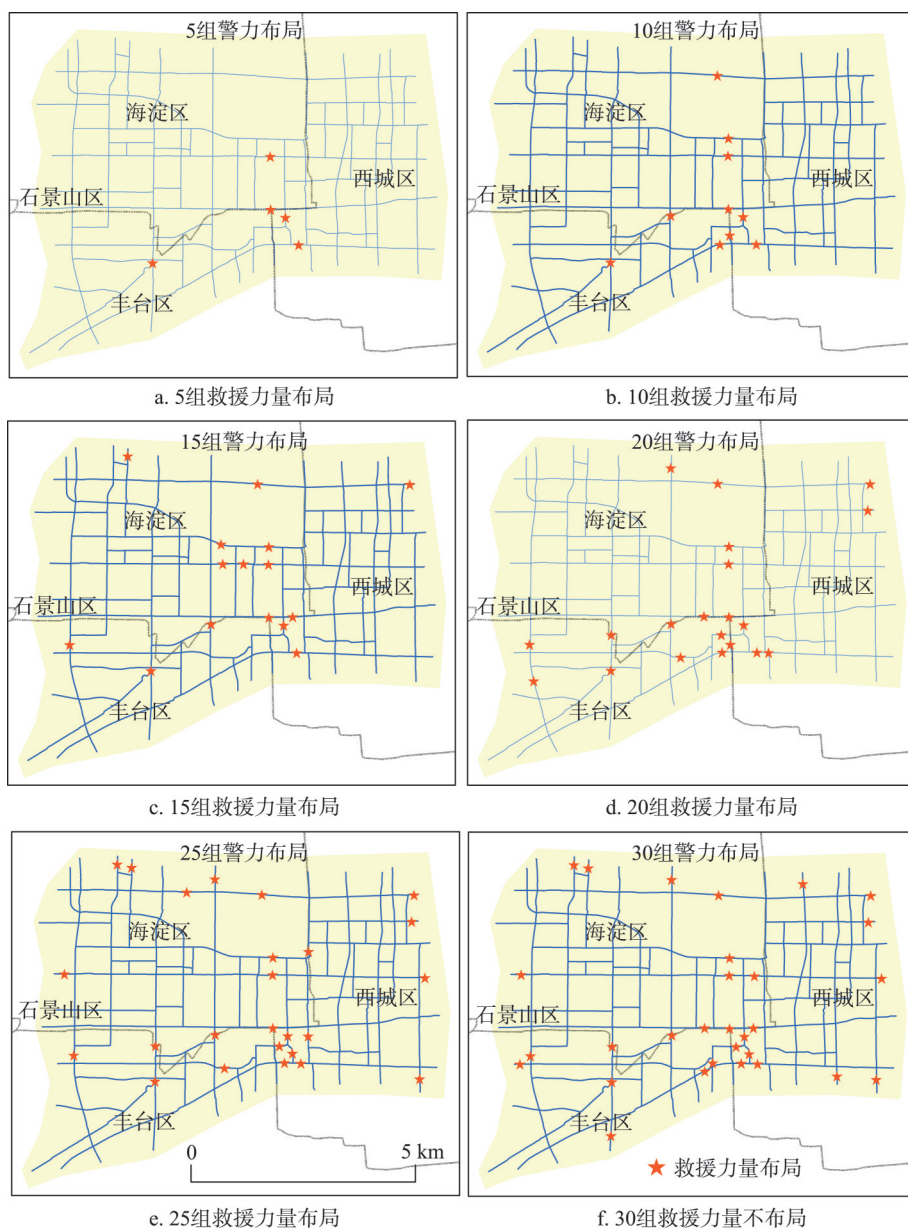 5组警力布局
海淀区
西城区
石景山区
丰台区
a. 5组救援力量布局
10组警力布局
海淀区
西城区
石景山区
丰台区
b. 10组救援力量布局
15组警力布局
海淀区
西城区
石景山区
丰台区
c. 15组救援力量布局
20组警力布局
海淀区
西城区
石景山区
丰台区
d. 20组救援力量布局
25组警力布局
海淀区
西城区
石景山区
丰台区
0 5 km
e. 25组救援力量布局
30组警力布局
海淀区
西城区
石景山区
丰台区
救援力量布局
f. 30组救援力量不布局